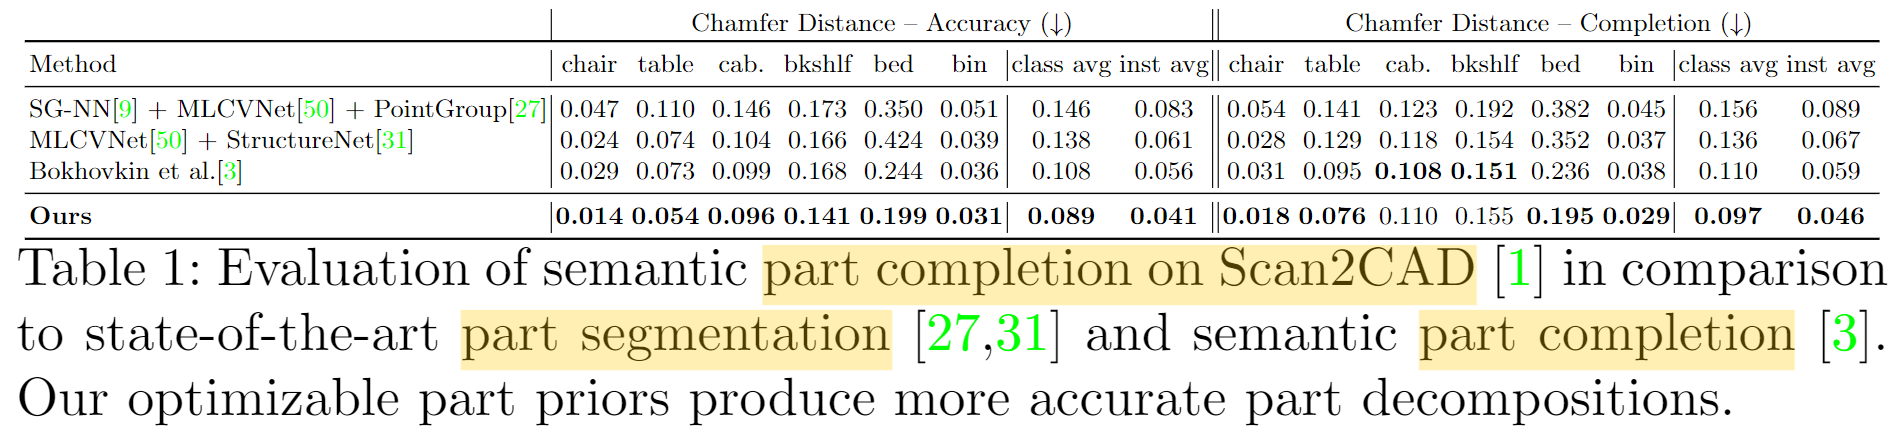 Chamfer Distance – Accuracy (↓) Chamfer Distance – Completion (↓)
Method chair table cab. bkshlf bed bin class avg inst avg chair table cab. bkshlf bed bin class avg inst avg
SG-NN[9] + MLCVNet[50] + PointGroup[27] 0.047 0.110 0.146 0.173 0.350 0.051 0.146 0.083 0.054 0.141 0.123 0.192 0.382 0.045 0.156 0.089
MLCVNet[50] + StructureNet[31] 0.024 0.074 0.104 0.166 0.424 0.039 0.138 0.061 0.028 0.129 0.118 0.154 0.352 0.037 0.136 0.067
Bokhovkin et al.[3] 0.029 0.073 0.099 0.168 0.244 0.036 0.108 0.056 0.031 0.095 0.108 0.151 0.236 0.038 0.110 0.059
Ours 0.014 0.054 0.096 0.141 0.199 0.031 0.089 0.041 0.018 0.076 0.110 0.155 0.195 0.029 0.097 0.046
Table 1: Evaluation of semantic part completion on Scan2CAD [1] in comparison
to state-of-the-art part segmentation [27,31] and semantic part completion [3].
Our optimizable part priors produce more accurate part decompositions.